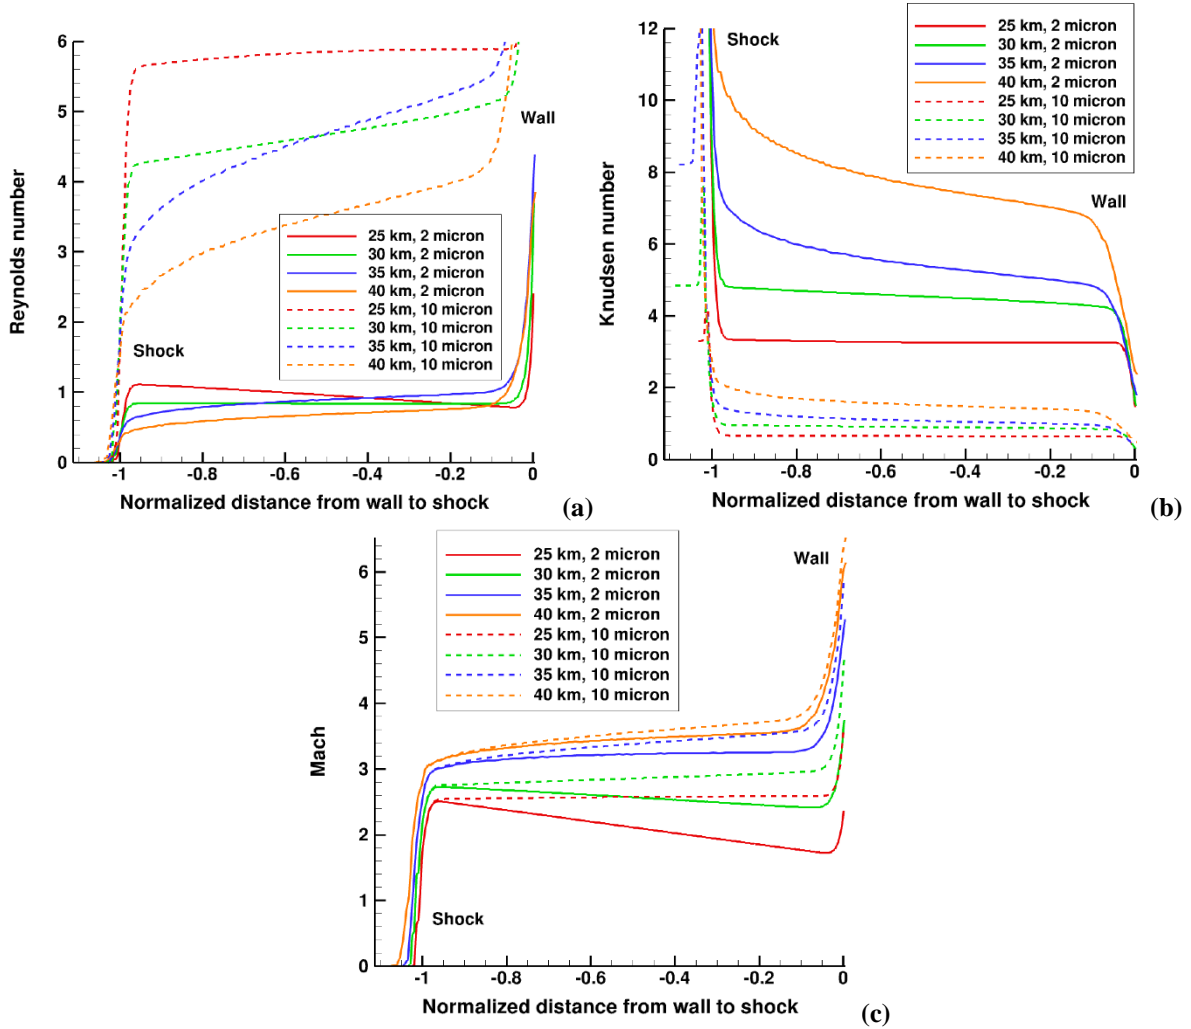 6
5
4
3
2
1
0
Reynolds number
Wall
Shock
25 km, 2 micron
30 km, 2 micron
35 km, 2 micron
40 km, 2 micron
25 km, 10 micron
30 km, 10 micron
35 km, 10 micron
40 km, 10 micron
-1 -0.8 -0.6 -0.4 -0.2 0
Normalized distance from wall to shock
(a)
12
10
8
6
4
2
0
Knudsen number
Shock
Wall
25 km, 2 micron
30 km, 2 micron
35 km, 2 micron
40 km, 2 micron
25 km, 10 micron
30 km, 10 micron
35 km, 10 micron
40 km, 10 micron
-1 -0.8 -0.6 -0.4 -0.2 0
Normalized distance from wall to shock
(b)
6
5
4
3
2
1
0
Mach
25 km, 2 micron
30 km, 2 micron
35 km, 2 micron
40 km, 2 micron
25 km, 10 micron
30 km, 10 micron
35 km, 10 micron
40 km, 10 micron
Wall
Shock
-1 -0.8 -0.6 -0.4 -0.2 0
Normalized distance from wall to shock
(c)